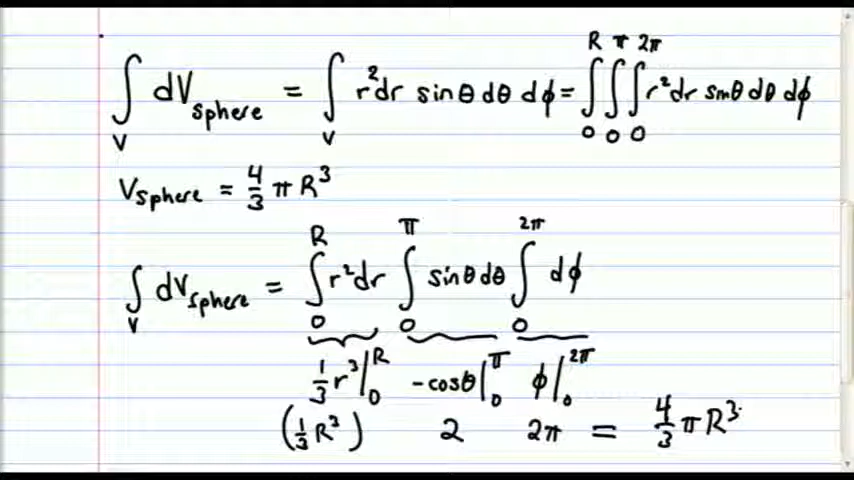 ∫_V dV_sphere = ∫_V r²dr sinθ dθ dϕ = ∫_0^R ∫_0^π ∫_0^2π r²dr sinθ dθ dϕ
V_sphere = 4/3 π R³
∫_V dV_sphere = ∫_0^R r²dr ∫_0^π sinθ dθ ∫_0^2π dϕ
1/3 r³|_0^R -cosθ|_0^π ϕ|_0^2π
(1/3 R³) 2 2π = 4/3 π R³